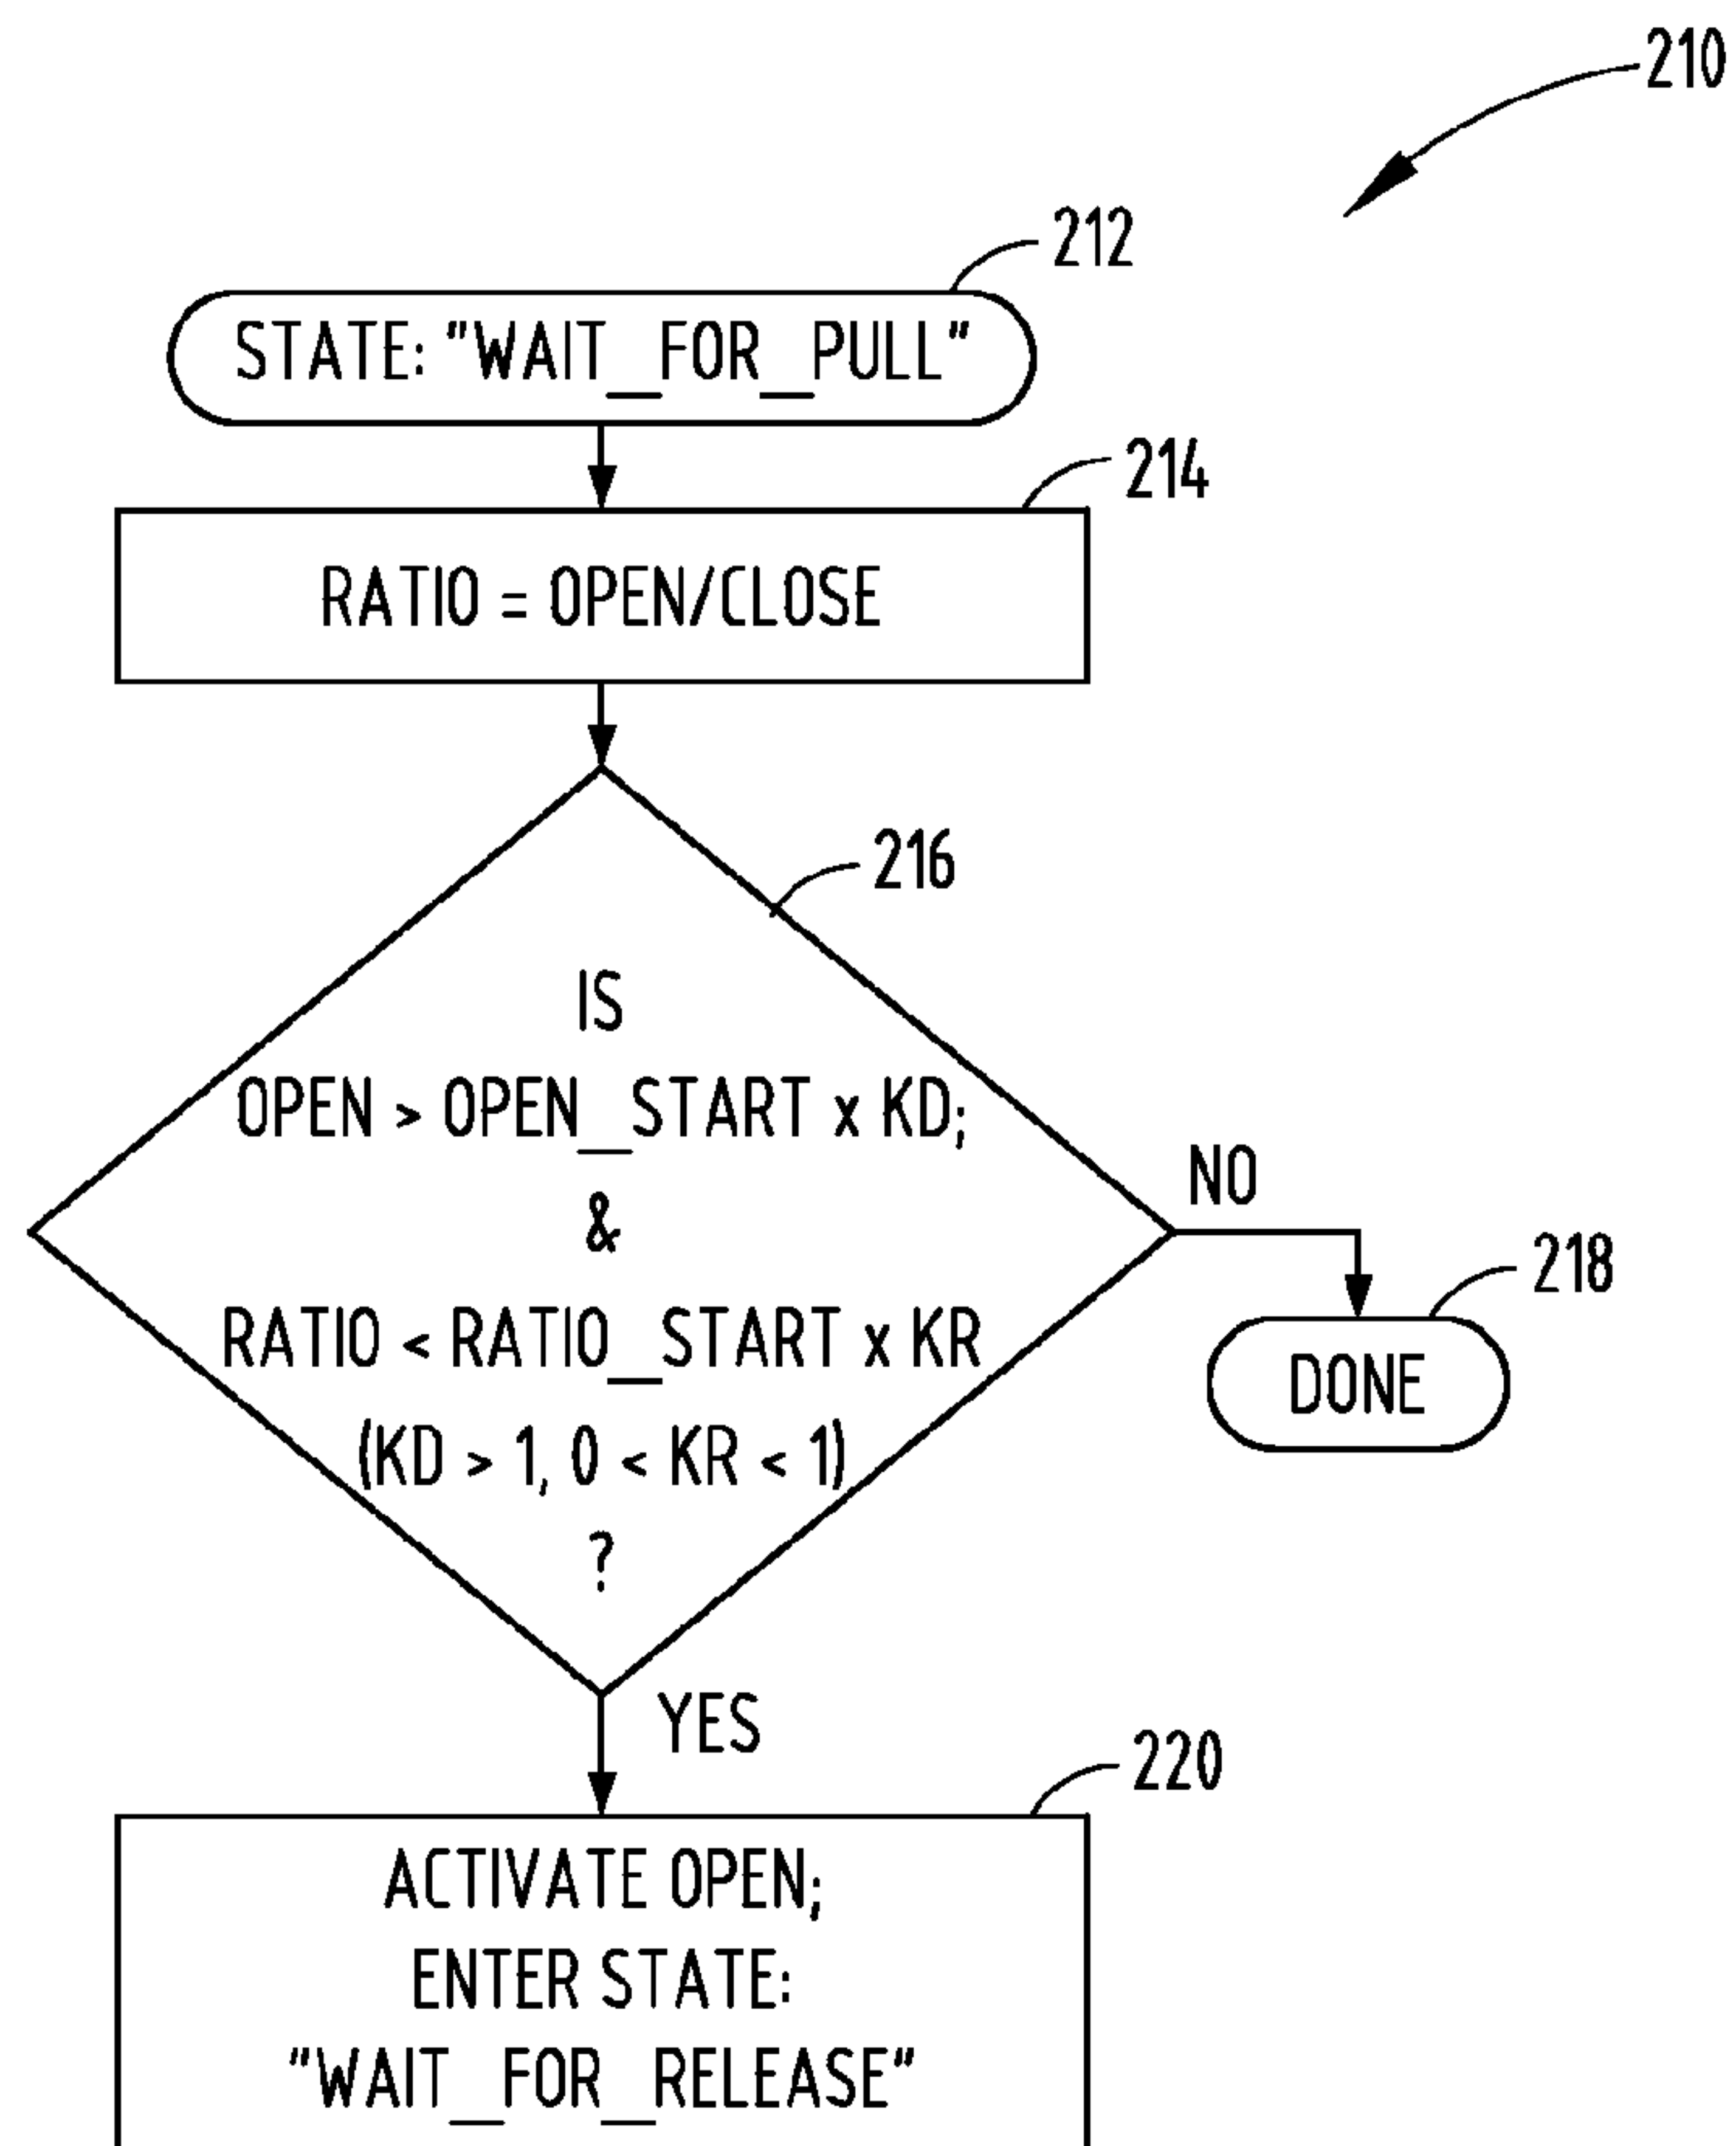 210
212
STATE: "WAIT_FOR_PULL"
214
RATIO = OPEN/CLOSE
216
IS
OPEN > OPEN_START x KD;
&
RATIO < RATIO_START x KR
(KD > 1, 0 < KR < 1)
?
NO
218
DONE
YES
220
ACTIVATE OPEN;
ENTER STATE:
"WAIT_FOR_RELEASE"